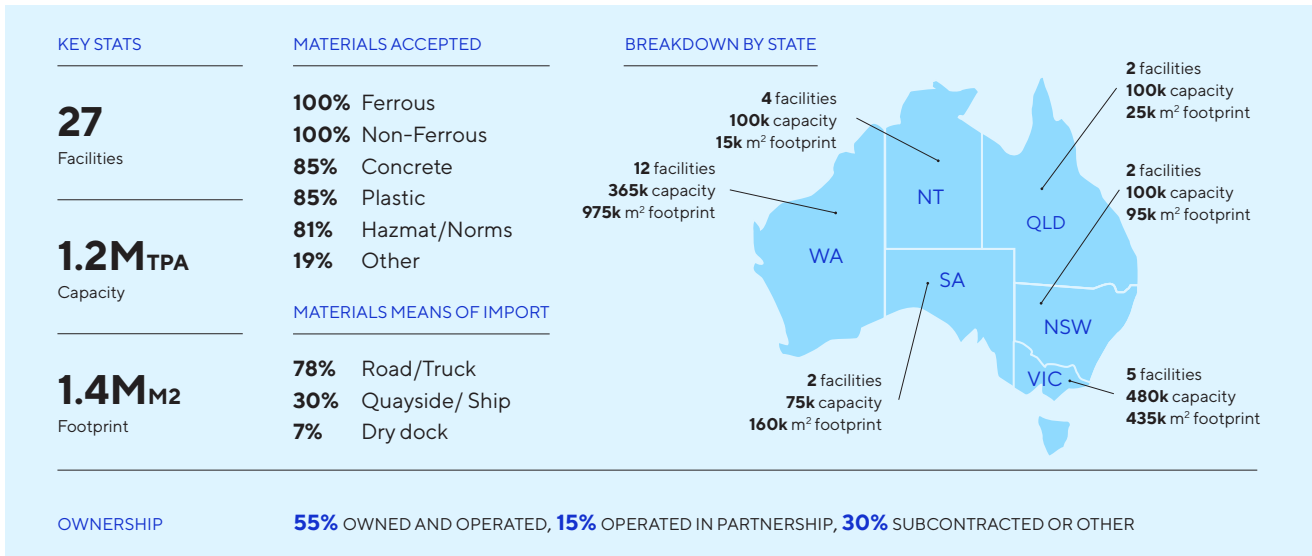 KEY STATS
27
Facilities
1.2MTPA
Capacity
1.4MM2
Footprint
MATERIALS ACCEPTED
100% Ferrous
100% Non-Ferrous
85% Concrete
85% Plastic
81% Hazmat/Norms
19% Other
MATERIALS MEANS OF IMPORT
78% Road/Truck
30% Quayside/ Ship
7% Dry dock
BREAKDOWN BY STATE
4 facilities
100k capacity
15k m² footprint
12 facilities
365k capacity
975k m² footprint
2 facilities
100k capacity
25k m² footprint
2 facilities
100k capacity
95k m² footprint
2 facilities
75k capacity
160k m² footprint
5 facilities
480k capacity
435k m² footprint
NT
QLD
WA
SA
NSW
VIC
OWNERSHIP
55% OWNED AND OPERATED, 15% OPERATED IN PARTNERSHIP, 30% SUBCONTRACTED OR OTHER